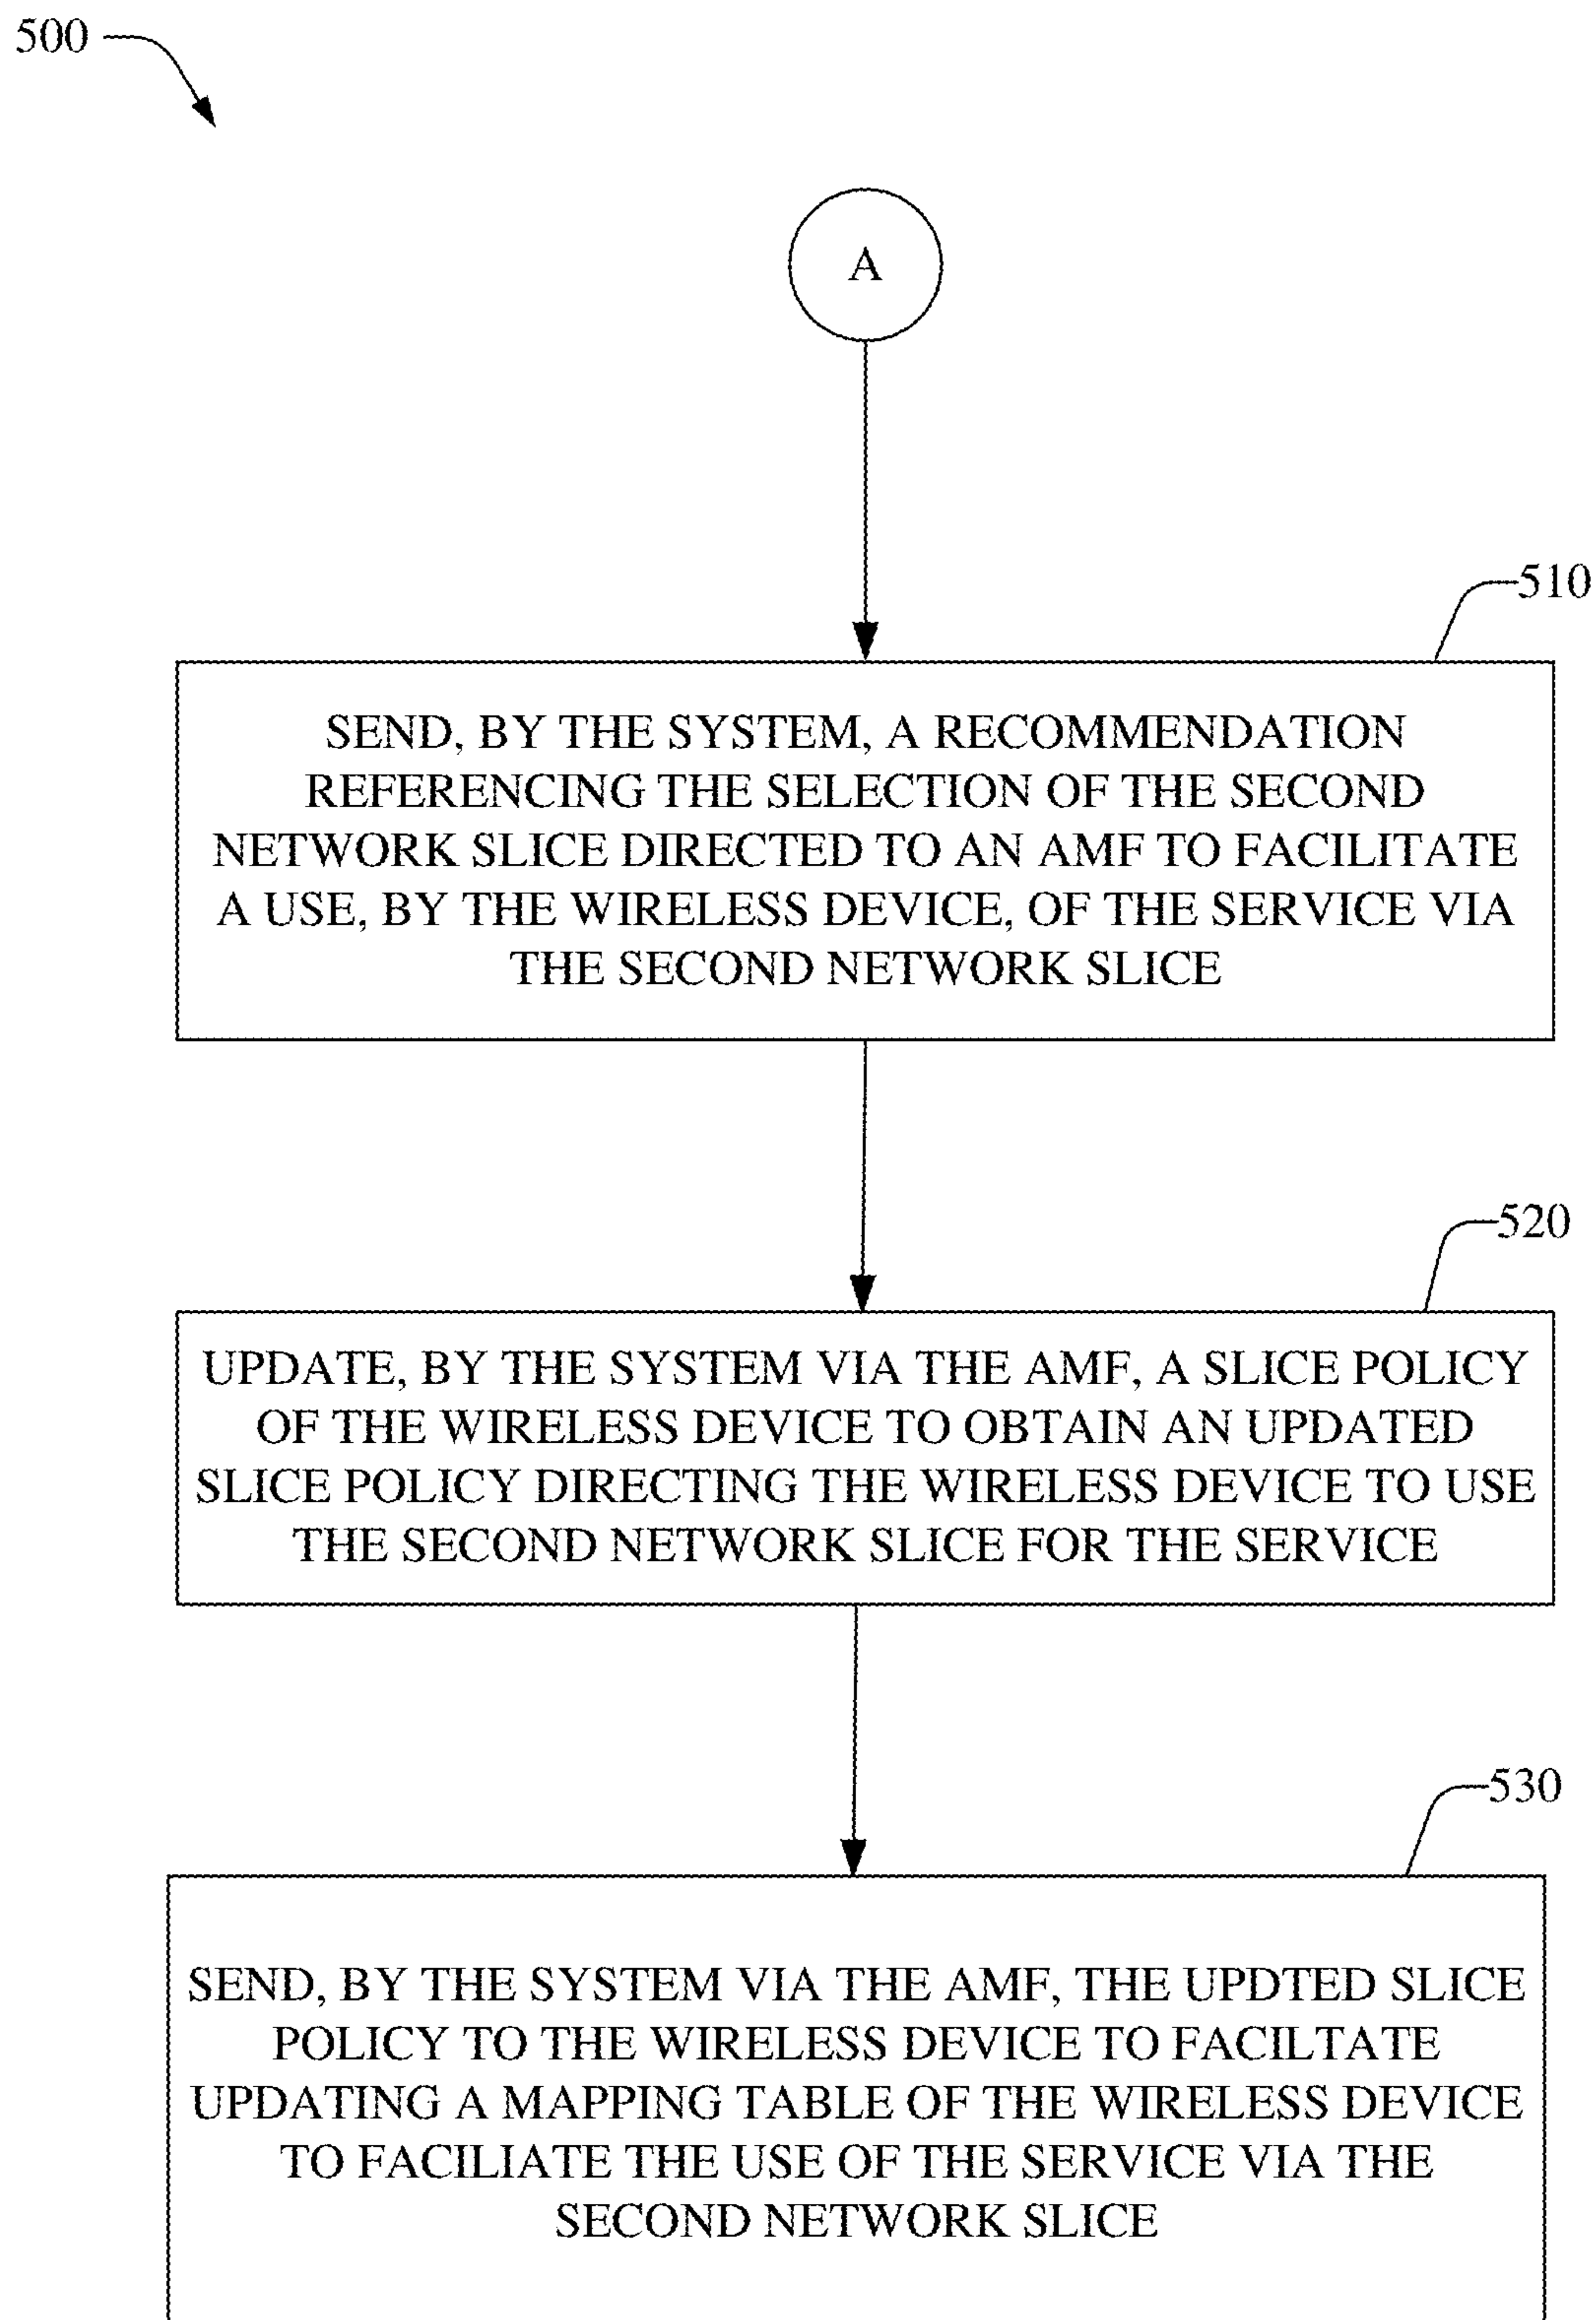 500
A
510
SEND, BY THE SYSTEM, A RECOMMENDATION
REFERENCING THE SELECTION OF THE SECOND
NETWORK SLICE DIRECTED TO AN AMF TO FACILITATE
A USE, BY THE WIRELESS DEVICE, OF THE SERVICE VIA
THE SECOND NETWORK SLICE
520
UPDATE, BY THE SYSTEM VIA THE AMF, A SLICE POLICY
OF THE WIRELESS DEVICE TO OBTAIN AN UPDATED
SLICE POLICY DIRECTING THE WIRELESS DEVICE TO USE
THE SECOND NETWORK SLICE FOR THE SERVICE
530
SEND, BY THE SYSTEM VIA THE AMF, THE UPDTED SLICE
POLICY TO THE WIRELESS DEVICE TO FACILTATE
UPDATING A MAPPING TABLE OF THE WIRELESS DEVICE
TO FACILIATE THE USE OF THE SERVICE VIA THE
SECOND NETWORK SLICE